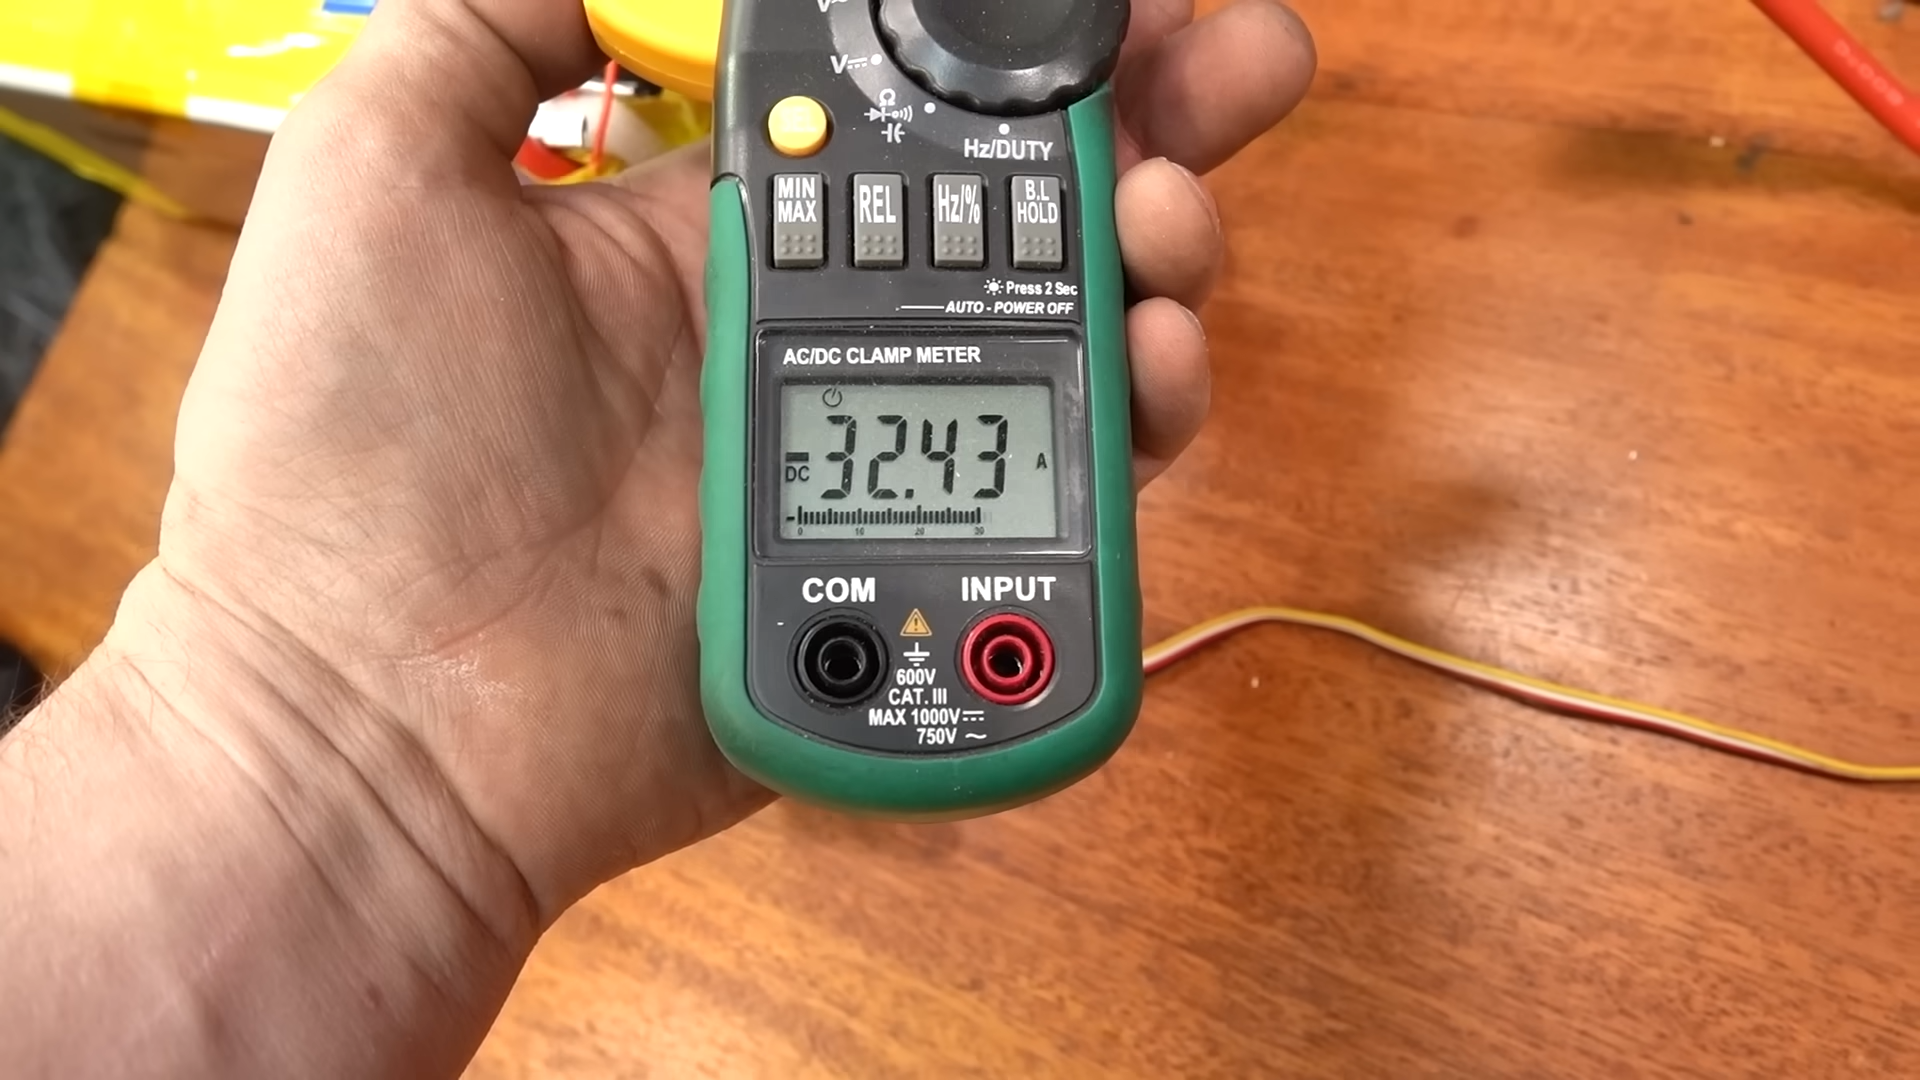 V~
V⎓
Ω
Hz/DUTY
MIN
MAX
REL
Hz/%
B.L
HOLD
Press 2 Sec
AUTO - POWER OFF
AC/DC CLAMP METER
DC 32.43 A
0 10 20 30
COM
INPUT
600V
CAT. III
MAX 1000V⎓
750V ~